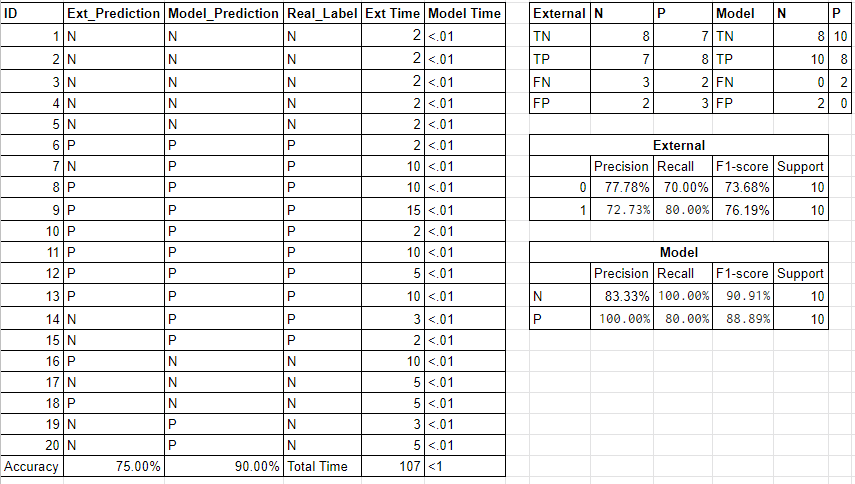 ID Ext_Prediction Model_Prediction Real_Label Ext Time Model Time
1 N N N 2 <.01
2 N N N 2 <.01
3 N N N 2 <.01
4 N N N 2 <.01
5 N N N 2 <.01
6 P P P 2 <.01
7 N P P 10 <.01
8 P P P 10 <.01
9 P P P 15 <.01
10 P P P 2 <.01
11 P P P 10 <.01
12 P P P 5 <.01
13 P P P 10 <.01
14 N P P 3 <.01
15 N P P 2 <.01
16 P N N 10 <.01
17 N N N 5 <.01
18 P N N 5 <.01
19 N P N 3 <.01
20 N P N 5 <.01
Accuracy 75.00% 90.00% Total Time 107 <1
External N P Model N P
TN 8 7 TN 8 10
TP 7 8 TP 10 8
FN 3 2 FN 0 2
FP 2 3 FP 2 0
External
Precision Recall F1-score Support
0 77.78% 70.00% 73.68% 10
1 72.73% 80.00% 76.19% 10
Model
Precision Recall F1-score Support
N 83.33% 100.00% 90.91% 10
P 100.00% 80.00% 88.89% 10